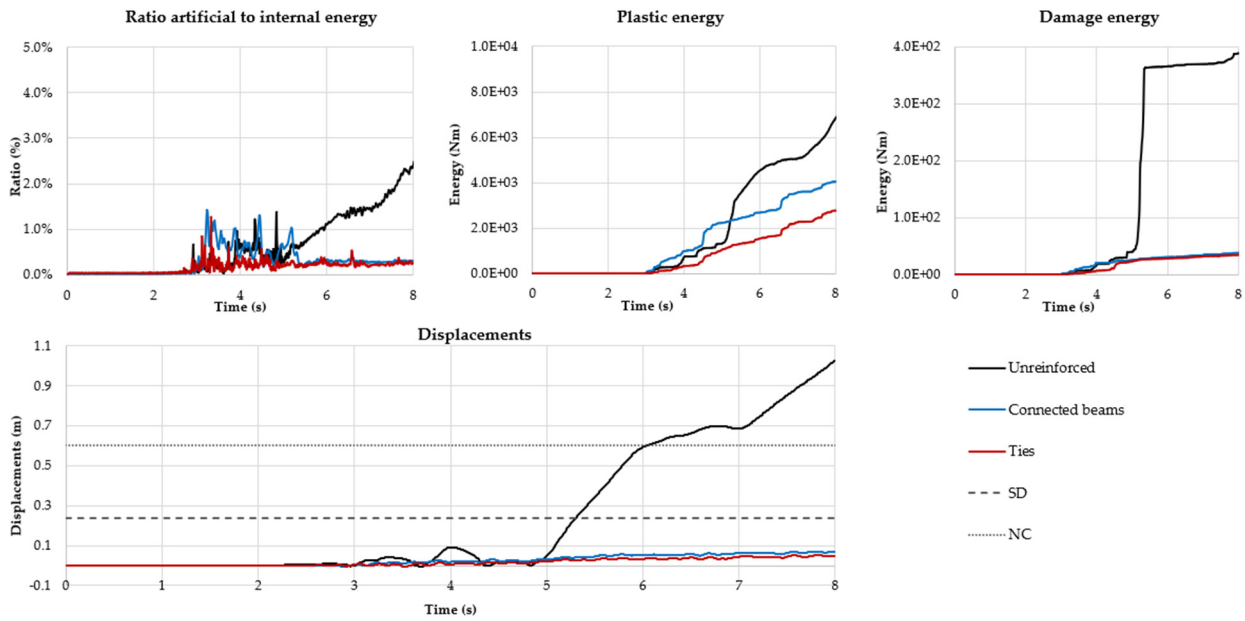 Ratio artificial to internal energy
Plastic energy
Damage energy
5.0%
4.0%
3.0%
2.0%
1.0%
0.0%
Ratio (%)
0 2 4 6 8
Time (s)
1.0E+04
8.0E+03
6.0E+03
4.0E+03
2.0E+03
0.0E+00
Energy (Nm)
0 2 4 6 8
Time (s)
4.0E+02
3.0E+02
2.0E+02
1.0E+02
0.0E+00
Energy (Nm)
0 2 4 6 8
Time (s)
Displacements
1.1
0.9
0.7
0.5
0.3
0.1
-0.1
Displacements (m)
0 1 2 3 4 5 6 7 8
Time (s)
Unreinforced
Connected beams
Ties
SD
NC